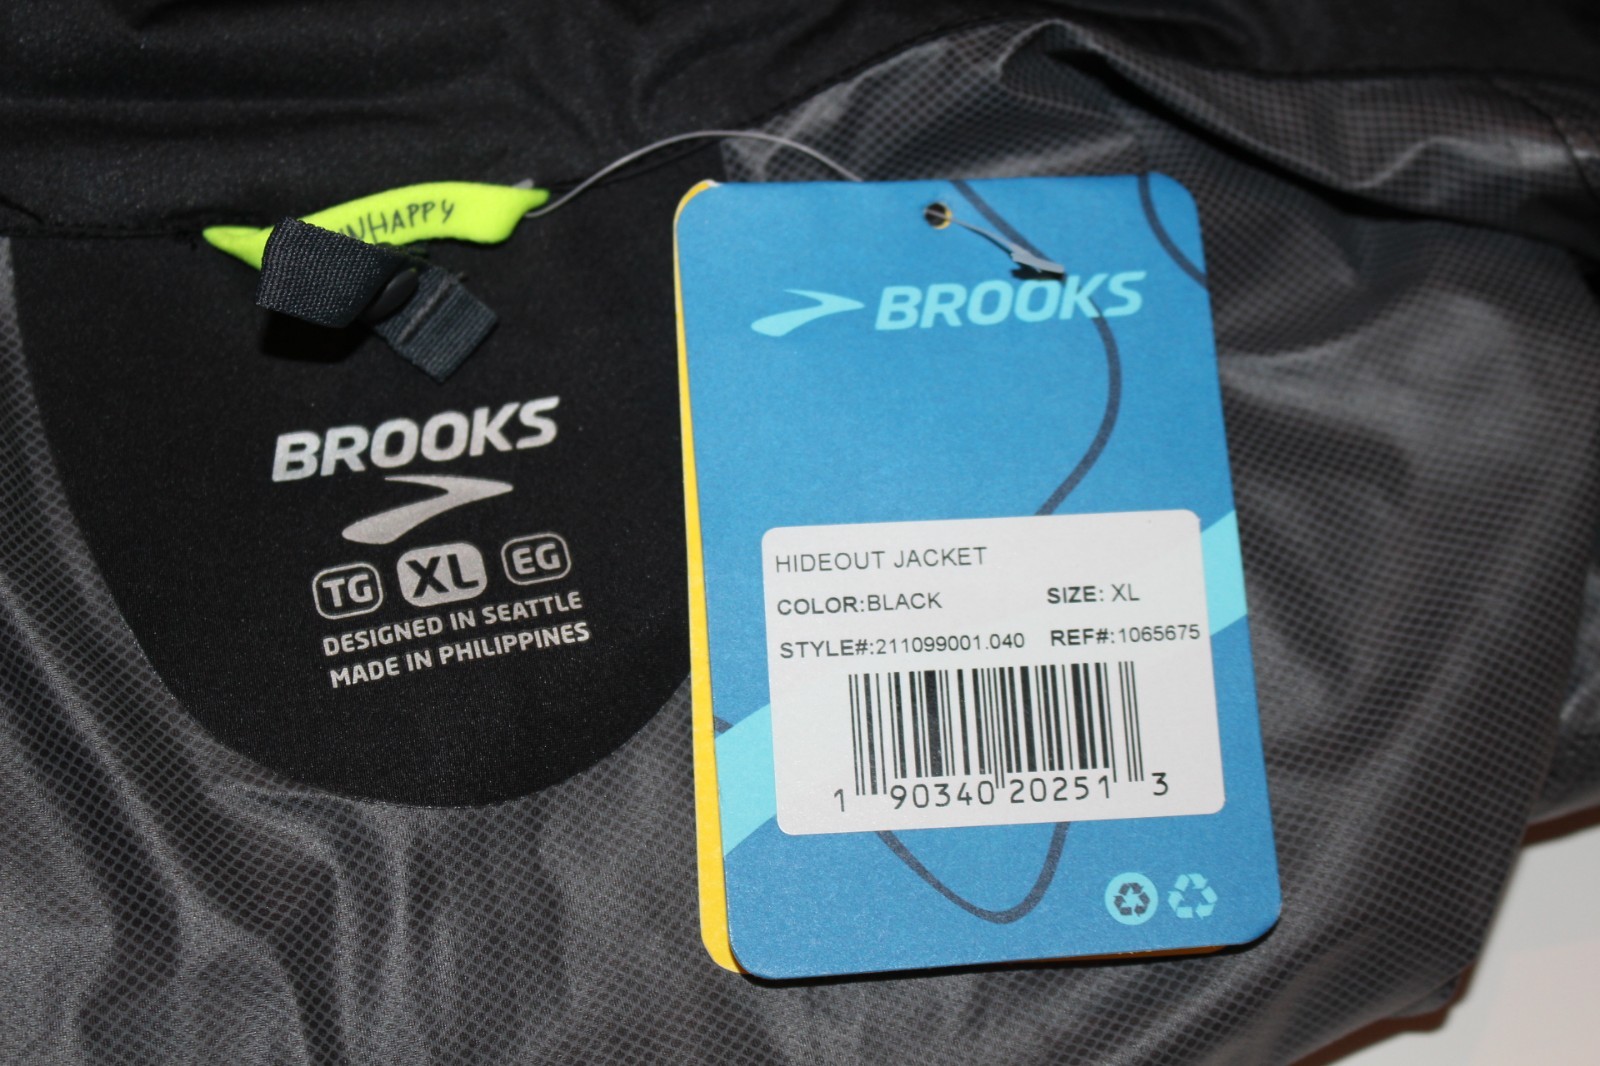 HAPPY
BROOKS
TG XL EG
DESIGNED IN SEATTLE
MADE IN PHILIPPINES
BROOKS
HIDEOUT JACKET
COLOR:BLACK SIZE: XL
STYLE#:211099001.040 REF#:1065675
1 90340 20251 3